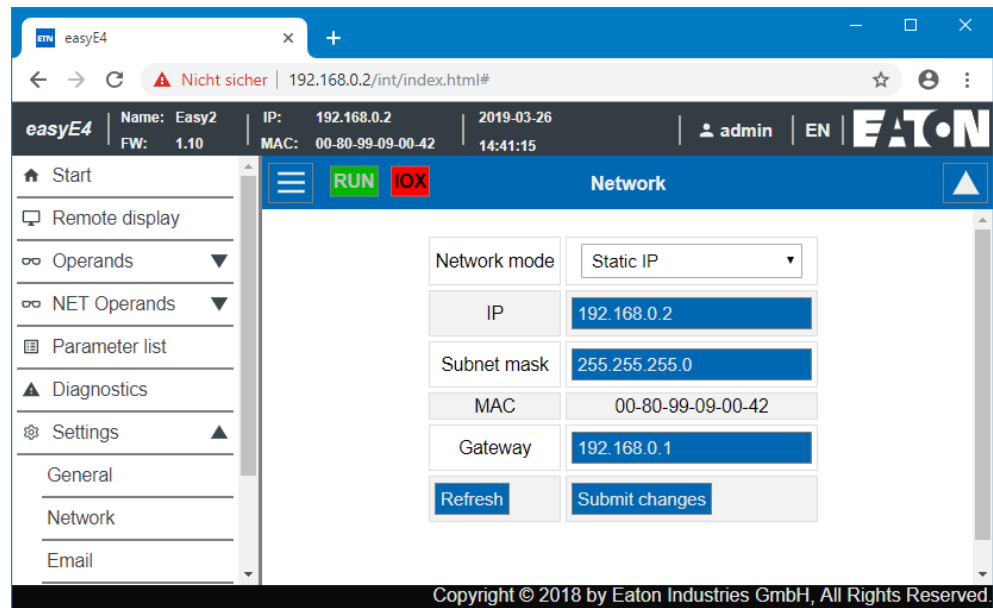 ETN easyE4
Nicht sicher | 192.168.0.2/int/index.html#
easyE4
Name: Easy2
FW: 1.10
IP: 192.168.0.2
MAC: 00-80-99-09-00-42
2019-03-26
14:41:15
admin
EN
EATON
Start
Remote display
Operands
NET Operands
Parameter list
Diagnostics
Settings
General
Network
Email
RUN IOX Network
Network mode Static IP
IP 192.168.0.2
Subnet mask 255.255.255.0
MAC 00-80-99-09-00-42
Gateway 192.168.0.1
Refresh Submit changes
Copyright © 2018 by Eaton Industries GmbH, All Rights Reserved.